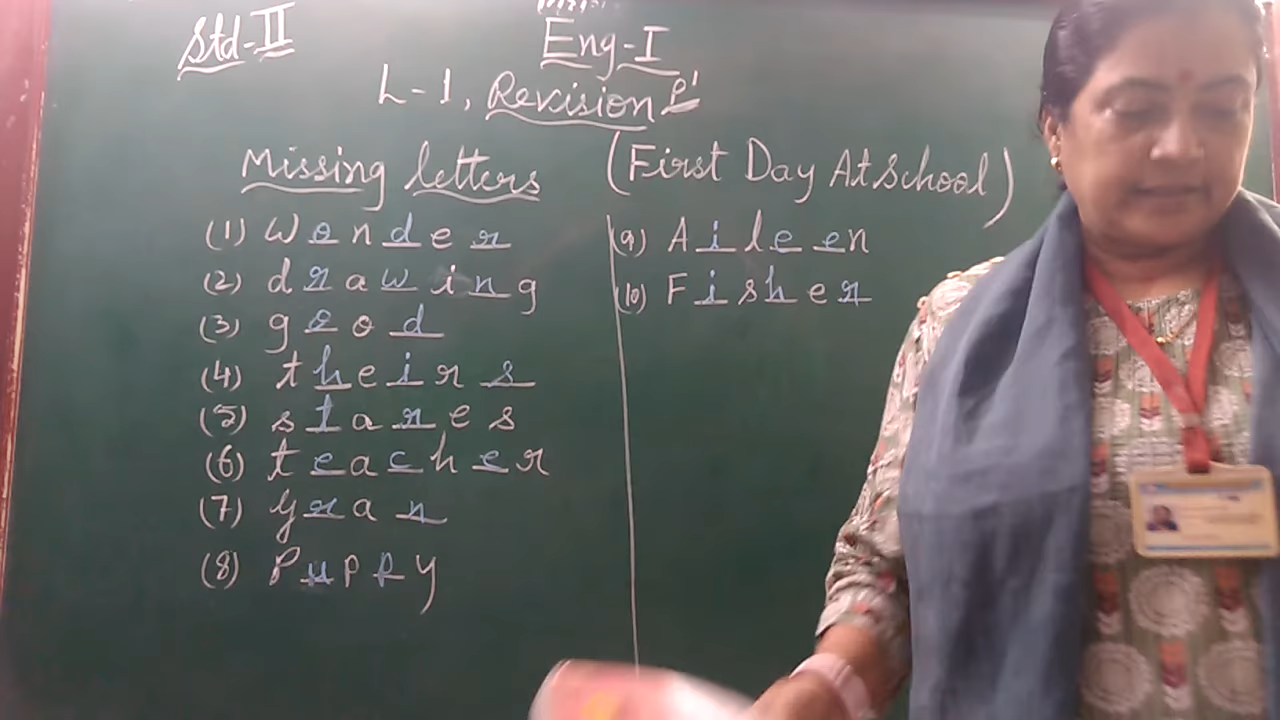 Std-II
Eng-I
L-1, Revision
Missing letters
(First Day At School)
(1) Wonder
(2) drawing
(3) good
(4) theirs
(5) stares
(6) teacher
(7) Gran
(8) Puppy
(9) Aileen
(10) Fisher